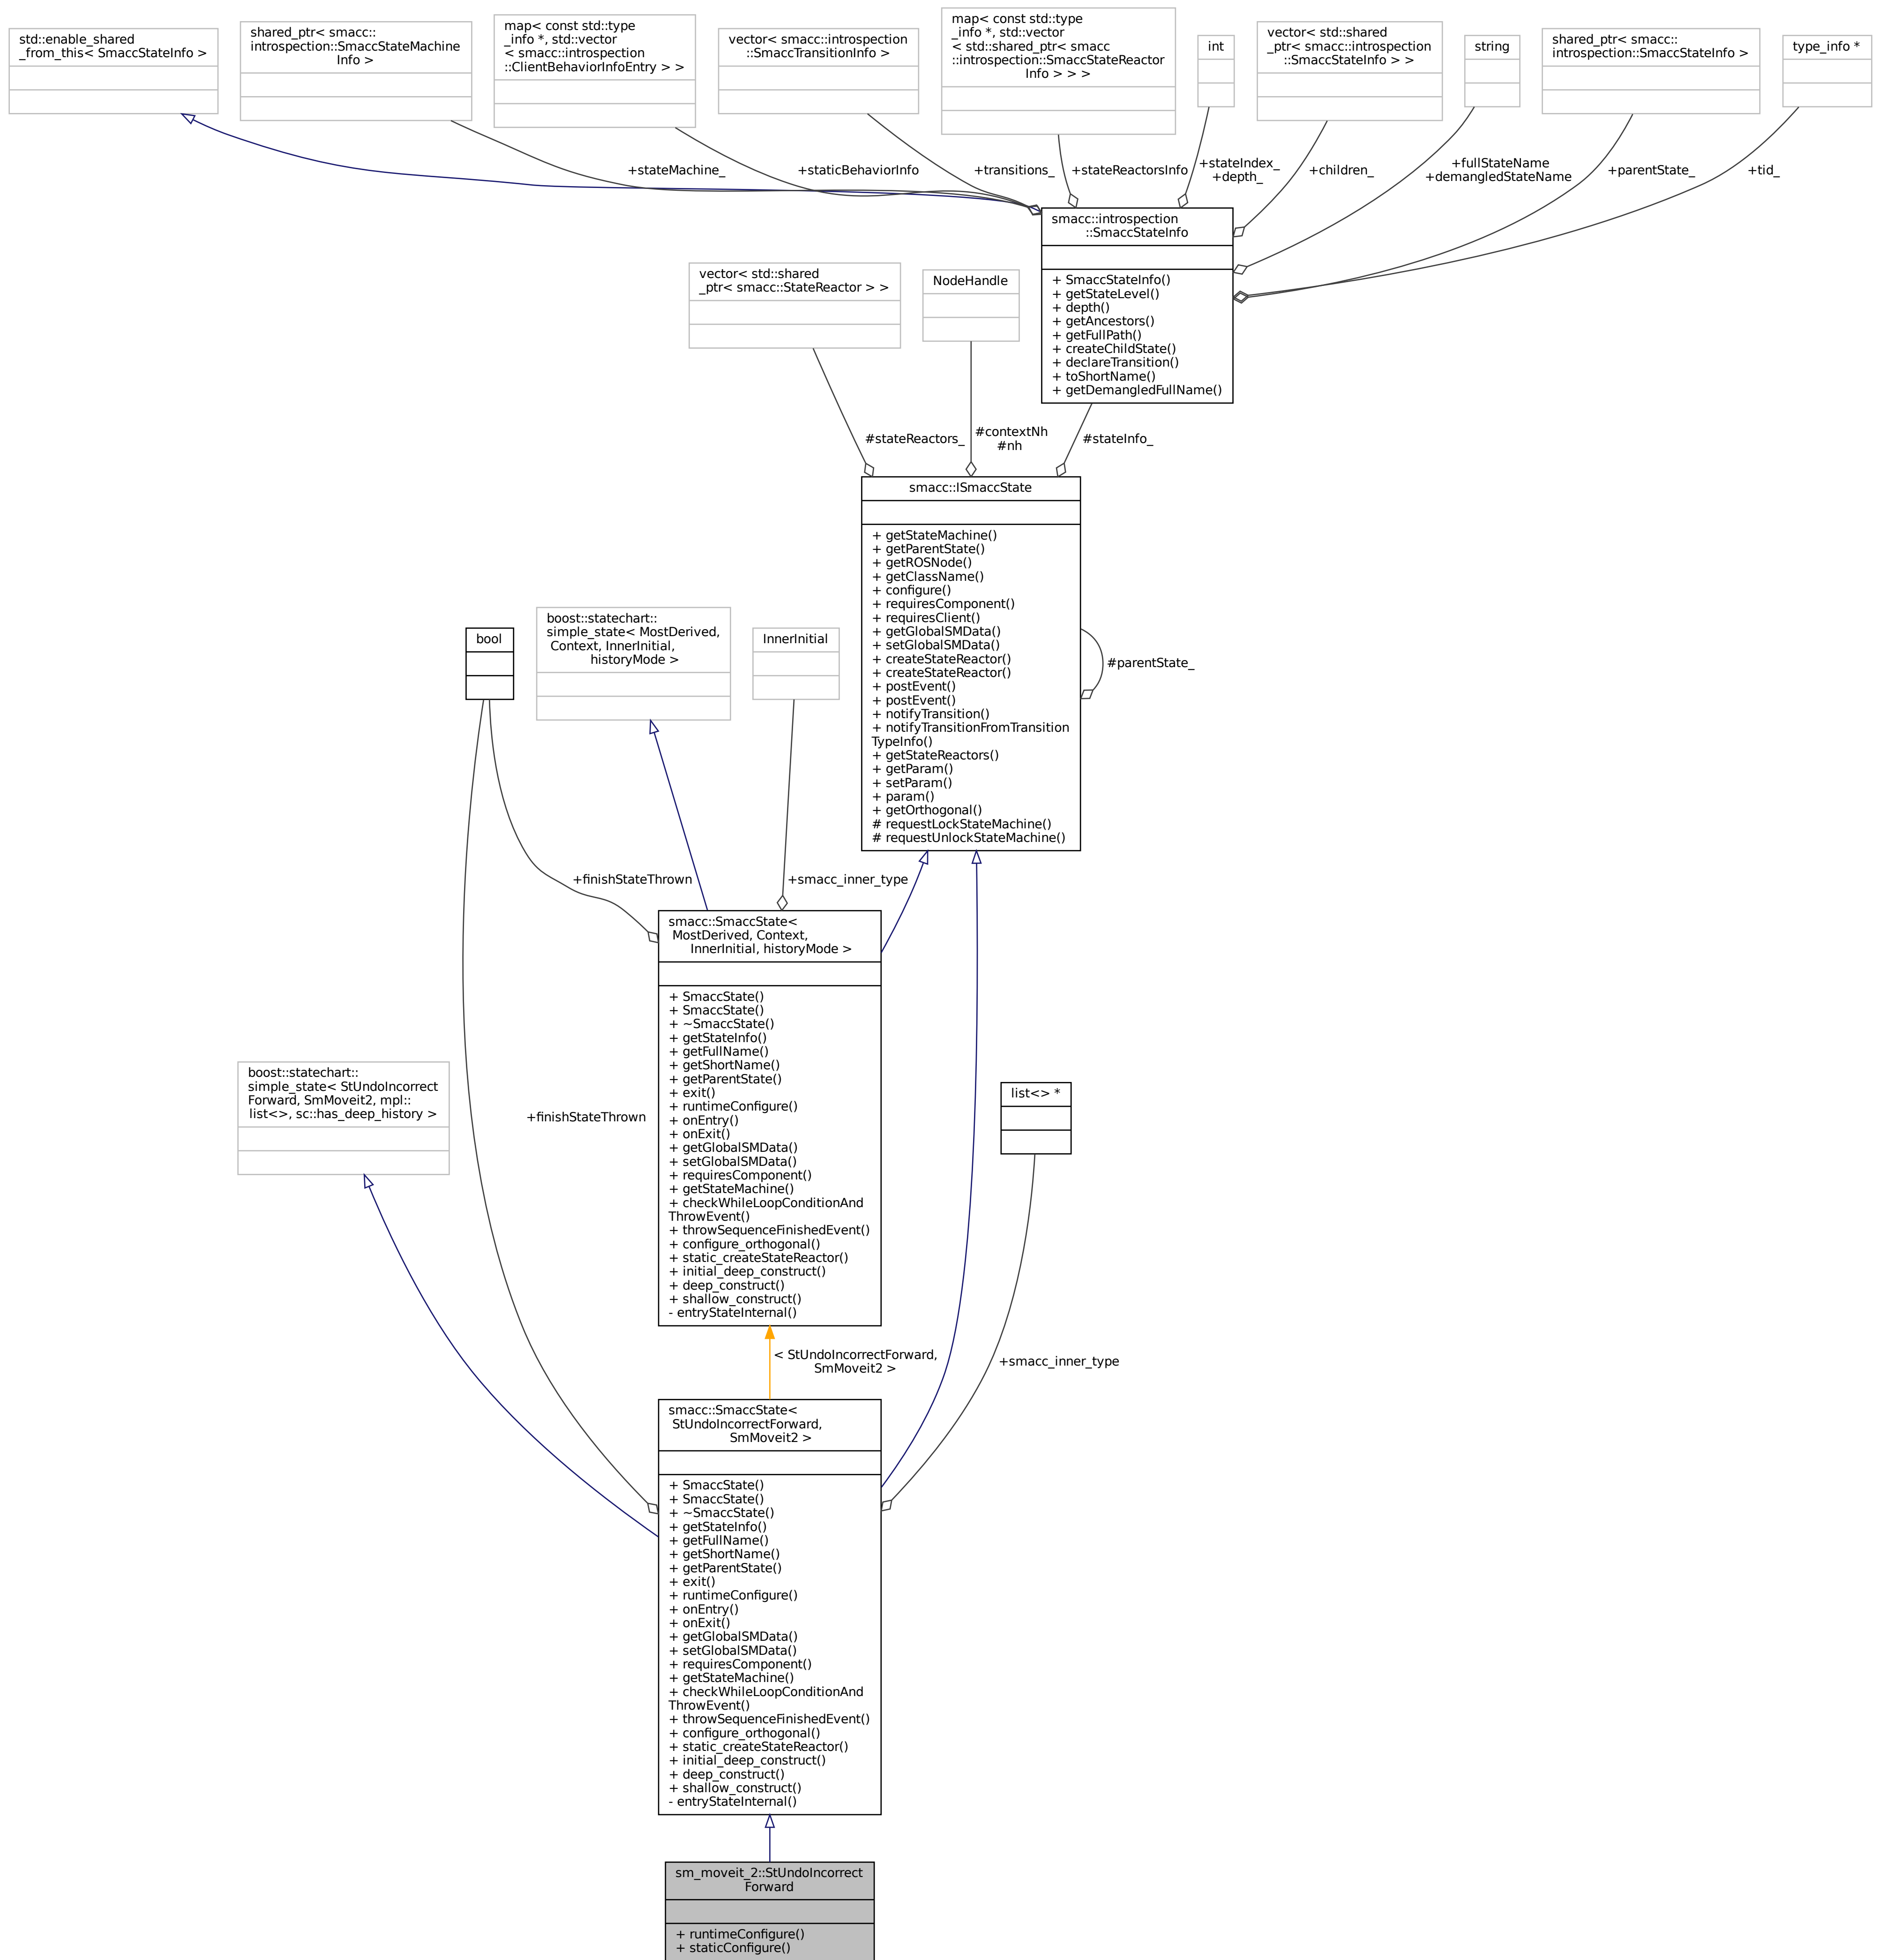 std::enable_shared
_from_this< SmaccStateInfo >
shared_ptr< smacc::
introspection::SmaccStateMachine
Info >
map< const std::type
_info *, std::vector
< smacc::introspection
::ClientBehaviorInfoEntry > >
vector< smacc::introspection
::SmaccTransitionInfo >
map< const std::type
_info *, std::vector
< std::shared_ptr< smacc
::introspection::SmaccStateReactor
Info > > >
int
vector< std::shared
_ptr< smacc::introspection
::SmaccStateInfo > >
string
shared_ptr< smacc::
introspection::SmaccStateInfo >
type_info *
+stateMachine_
+staticBehaviorInfo
+transitions_
+stateReactorsInfo
+stateIndex_
+depth_
+children_
+fullStateName
+demangledStateName
+parentState_
+tid_
smacc::introspection
::SmaccStateInfo
+ SmaccStateInfo()
+ getStateLevel()
+ depth()
+ getAncestors()
+ getFullPath()
+ createChildState()
+ declareTransition()
+ toShortName()
+ getDemangledFullName()
vector< std::shared
_ptr< smacc::StateReactor > >
NodeHandle
#stateReactors_
#contextNh
#nh
#stateInfo_
smacc::ISmaccState
+ getStateMachine()
+ getParentState()
+ getROSNode()
+ getClassName()
+ configure()
+ requiresComponent()
+ requiresClient()
+ getGlobalSMData()
+ setGlobalSMData()
+ createStateReactor()
+ createStateReactor()
+ postEvent()
+ postEvent()
+ notifyTransition()
+ notifyTransitionFromTransition
TypeInfo()
+ getStateReactors()
+ getParam()
+ setParam()
+ param()
+ getOrthogonal()
# requestLockStateMachine()
# requestUnlockStateMachine()
#parentState_
bool
boost::statechart::
simple_state< MostDerived,
Context, InnerInitial,
historyMode >
InnerInitial
+finishStateThrown
+smacc_inner_type
smacc::SmaccState<
MostDerived, Context,
InnerInitial, historyMode >
+ SmaccState()
+ SmaccState()
+ ~SmaccState()
+ getStateInfo()
+ getFullName()
+ getShortName()
+ getParentState()
+ exit()
+ runtimeConfigure()
+ onEntry()
+ onExit()
+ getGlobalSMData()
+ setGlobalSMData()
+ requiresComponent()
+ getStateMachine()
+ checkWhileLoopConditionAnd
ThrowEvent()
+ throwSequenceFinishedEvent()
+ configure_orthogonal()
+ static_createStateReactor()
+ initial_deep_construct()
+ deep_construct()
+ shallow_construct()
- entryStateInternal()
boost::statechart::
simple_state< StUndoIncorrect
Forward, SmMoveit2, mpl::
list<>, sc::has_deep_history >
+finishStateThrown
list<> *
< StUndoIncorrectForward,
SmMoveit2 >
+smacc_inner_type
smacc::SmaccState<
StUndoIncorrectForward,
SmMoveit2 >
+ SmaccState()
+ SmaccState()
+ ~SmaccState()
+ getStateInfo()
+ getFullName()
+ getShortName()
+ getParentState()
+ exit()
+ runtimeConfigure()
+ onEntry()
+ onExit()
+ getGlobalSMData()
+ setGlobalSMData()
+ requiresComponent()
+ getStateMachine()
+ checkWhileLoopConditionAnd
ThrowEvent()
+ throwSequenceFinishedEvent()
+ configure_orthogonal()
+ static_createStateReactor()
+ initial_deep_construct()
+ deep_construct()
+ shallow_construct()
- entryStateInternal()
sm_moveit_2::StUndoIncorrect
Forward
+ runtimeConfigure()
+ staticConfigure()